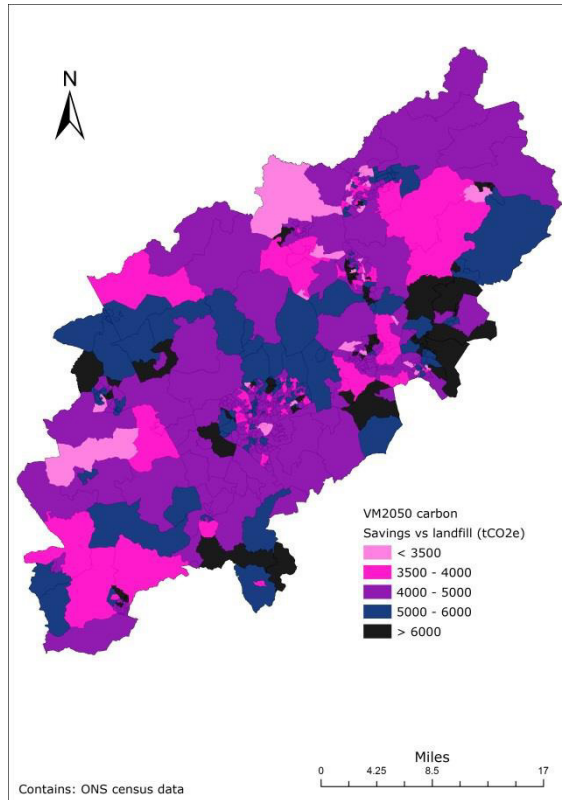 N
VM2050 carbon
Savings vs landfill (tCO2e)
< 3500
3500 - 4000
4000 - 5000
5000 - 6000
> 6000
Miles
0 4.25 8.5 17
Contains: ONS census data